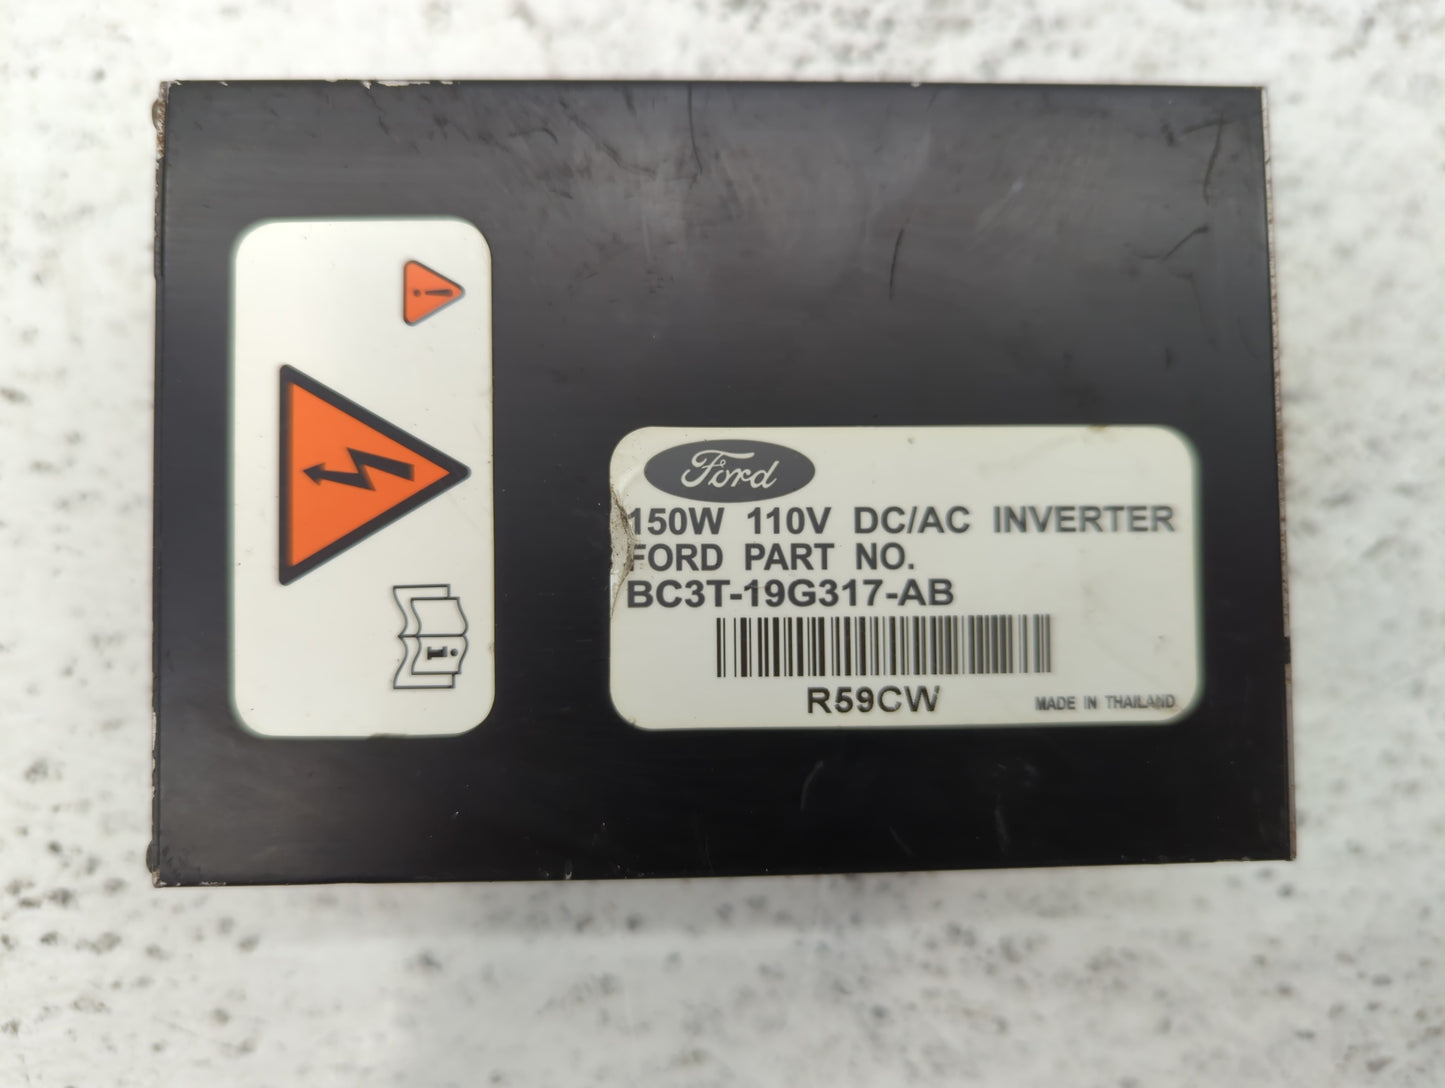 Ford
150W 110V DC/AC INVERTER
FORD PART NO.
BC3T-19G317-AB
R59CW
MADE IN THAILAND